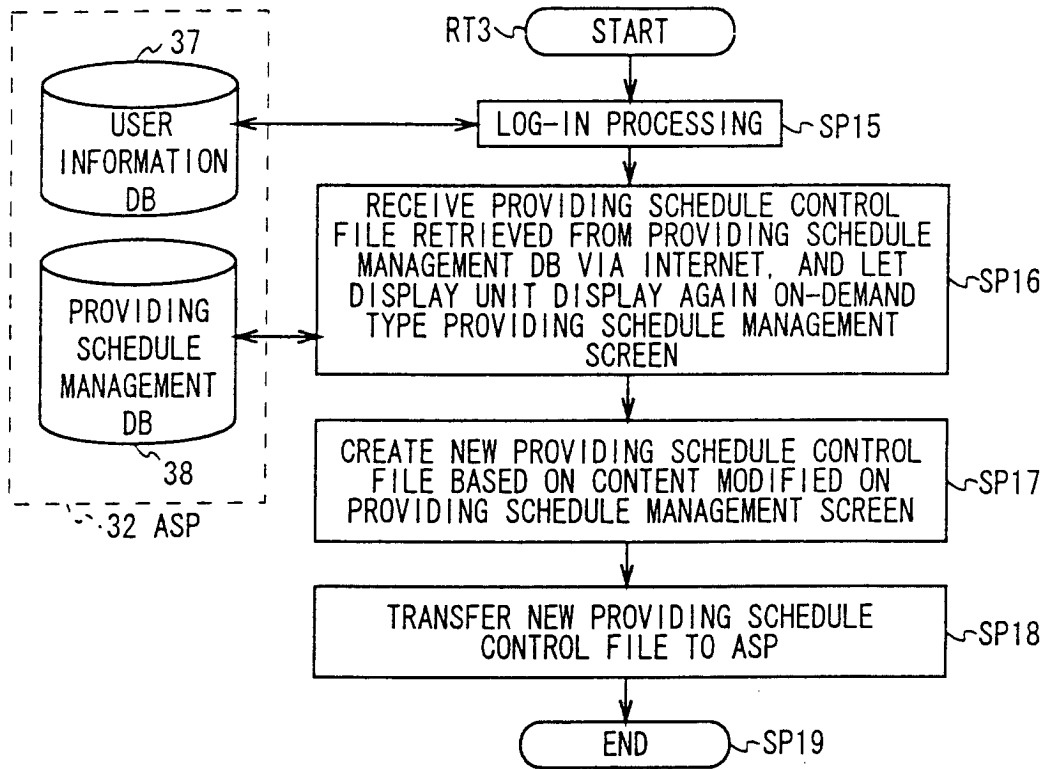 RT3
START
37
USER
INFORMATION
DB
LOG-IN PROCESSING
SP15
RECEIVE PROVIDING SCHEDULE CONTROL
FILE RETRIEVED FROM PROVIDING SCHEDULE
MANAGEMENT DB VIA INTERNET, AND LET
DISPLAY UNIT DISPLAY AGAIN ON-DEMAND
TYPE PROVIDING SCHEDULE MANAGEMENT
SCREEN
SP16
PROVIDING
SCHEDULE
MANAGEMENT
DB
38
32 ASP
CREATE NEW PROVIDING SCHEDULE CONTROL
FILE BASED ON CONTENT MODIFIED ON
PROVIDING SCHEDULE MANAGEMENT SCREEN
SP17
TRANSFER NEW PROVIDING SCHEDULE
CONTROL FILE TO ASP
SP18
END
SP19